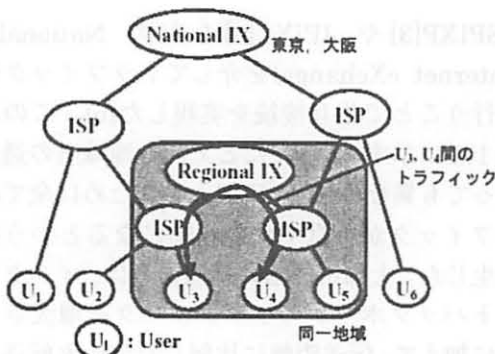 National IX
東京，大阪
ISP
ISP
Regional IX
U3, U4間の
トラフィック
ISP
ISP
U1
U2
U3
U4
U5
U6
同一地域
U1 : User